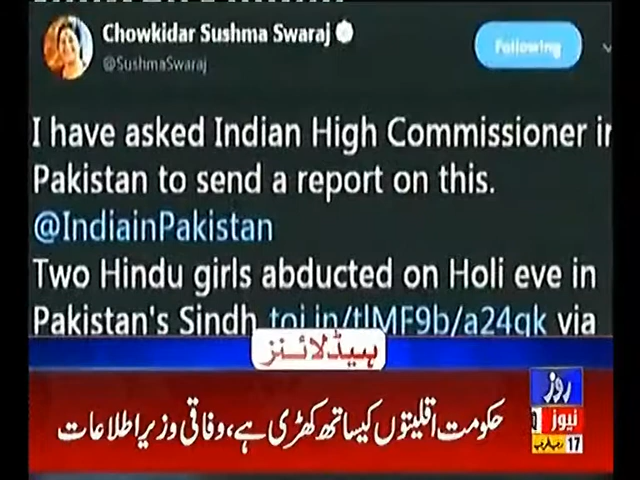 Chowkidar Sushma Swaraj
@SushmaSwaraj
Following
I have asked Indian High Commissioner in
Pakistan to send a report on this.
@IndiainPakistan
Two Hindu girls abducted on Holi eve in
Pakistan's Sindh toi.in/tlMF9b/a24gk via
ہیڈلائنز
حکومت اقلیتوں کیساتھ کھڑی ہے، وفاقی وزیر اطلاعات
روز
نیوز
17